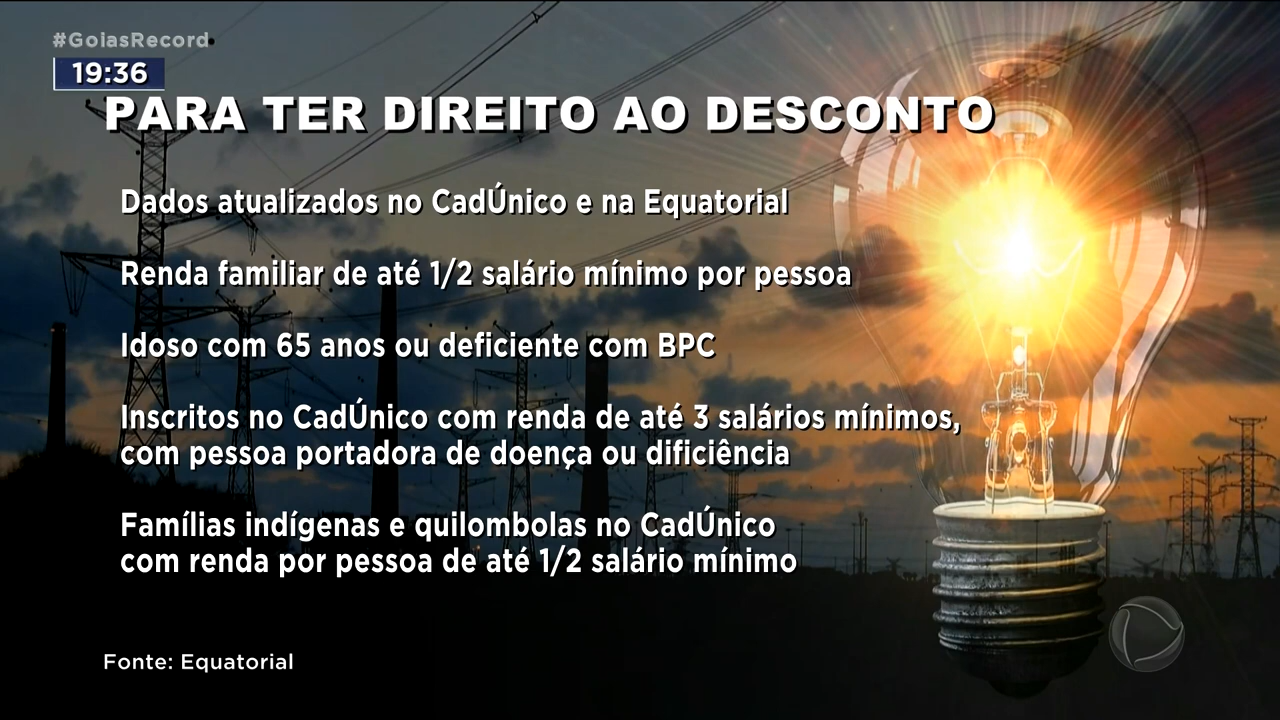 #GoiasRecord
19:36
PARA TER DIREITO AO DESCONTO
Dados atualizados no CadÚnico e na Equatorial
Renda familiar de até 1/2 salário mínimo por pessoa
Idoso com 65 anos ou deficiente com BPC
Inscritos no CadÚnico com renda de até 3 salários mínimos,
com pessoa portadora de doença ou dificiência
Famílias indígenas e quilombolas no CadÚnico
com renda por pessoa de até 1/2 salário mínimo
Fonte: Equatorial